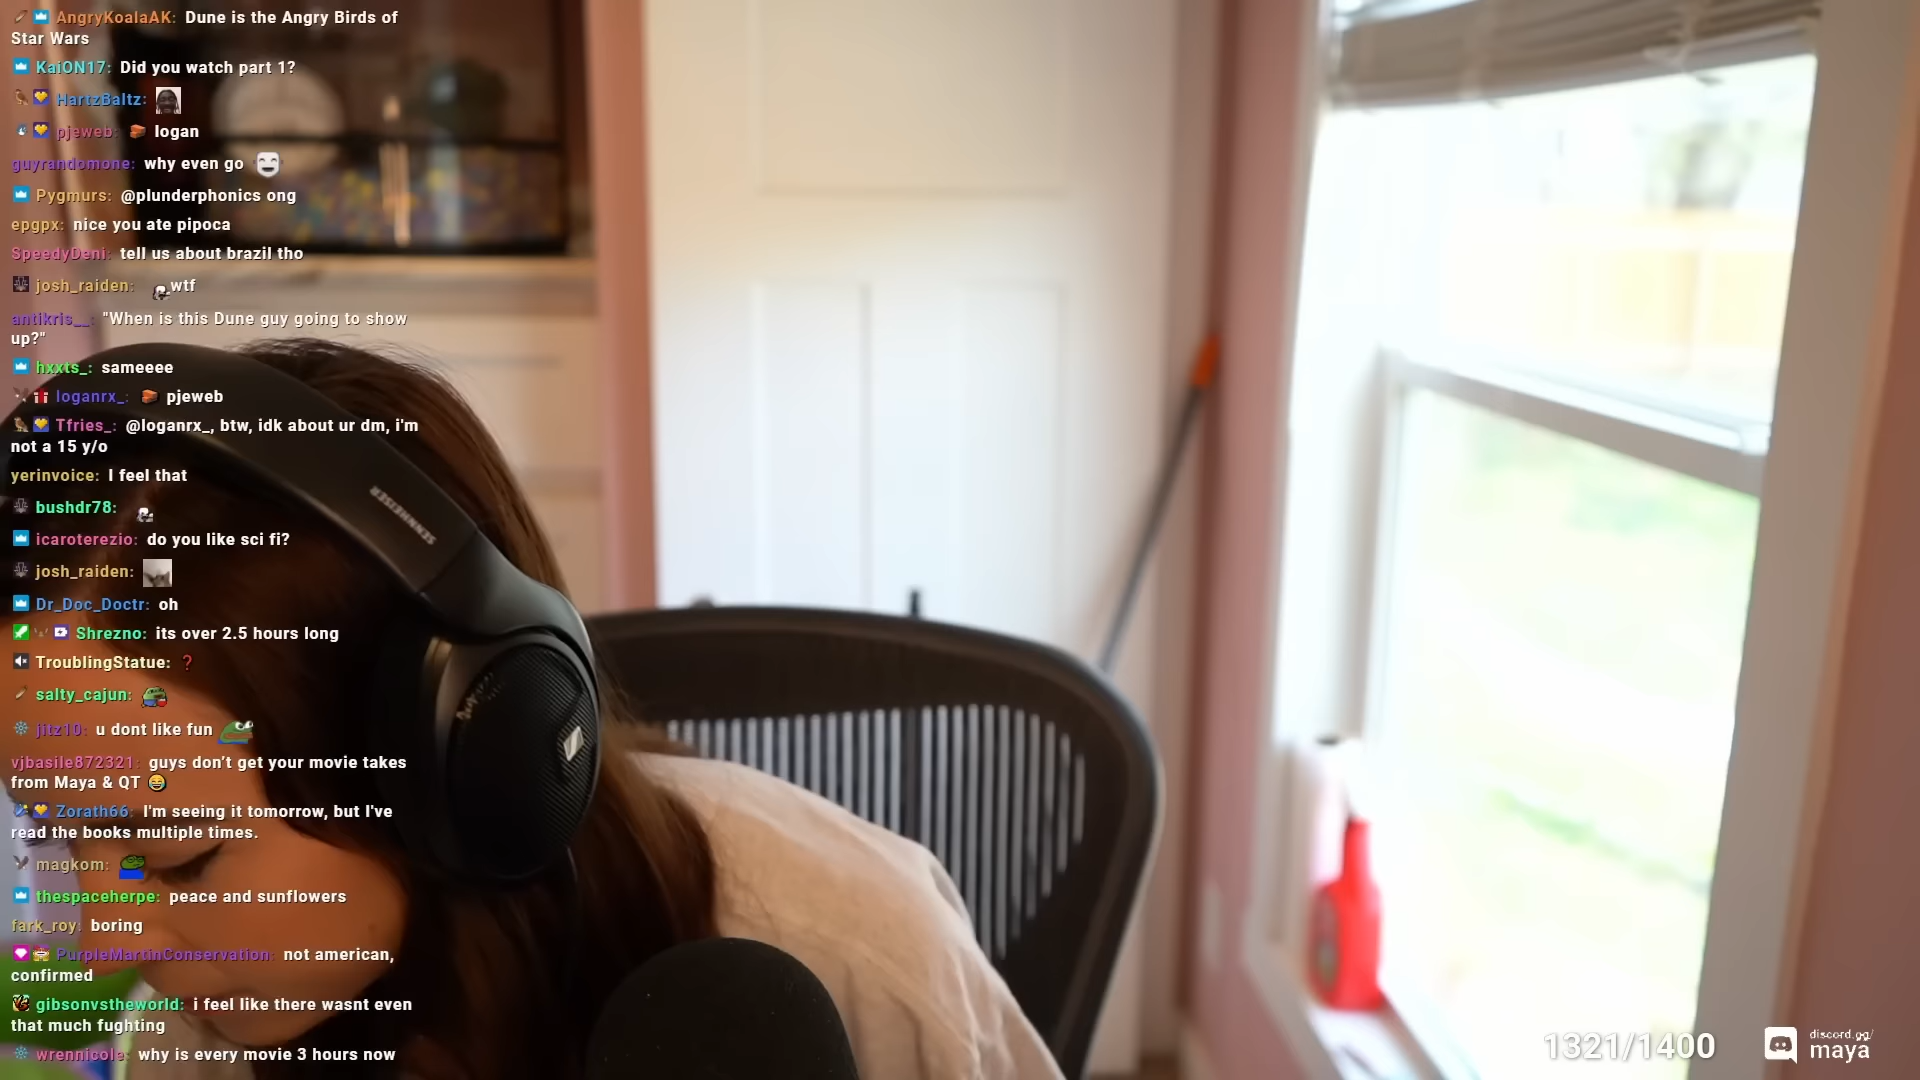 AngryKoalaAK: Dune is the Angry Birds of
Star Wars
KaiON17: Did you watch part 1?
HartzBaltz:
pjeweb: logan
guyrandomone: why even go
Pygmurs: @plunderphonics ong
epgpx: nice you ate pipoca
SpeedyDeni: tell us about brazil tho
josh_raiden: wtf
antikris__: "When is this Dune guy going to show
up?"
hxxts_: sameeee
loganrx_: pjeweb
Tfries_: @loganrx_, btw, idk about ur dm, i'm
not a 15 y/o
yerinvoice: I feel that
bushdr78:
icaroterezio: do you like sci fi?
josh_raiden:
Dr_Doc_Doctr: oh
Shrezno: its over 2.5 hours long
TroublingStatue: ❓
salty_cajun:
jitz10: u dont like fun
vjbasile872321: guys don't get your movie takes
from Maya & QT 😅
Zorath66: I'm seeing it tomorrow, but I've
read the books multiple times.
magkom:
thespaceherpe: peace and sunflowers
fark_roy: boring
PurpleMartinConservation: not american,
confirmed
gibsonvstheworld: i feel like there wasnt even
that much fughting
wrennicole: why is every movie 3 hours now
SENNHEISER
1321/1400
discord.gg/
maya